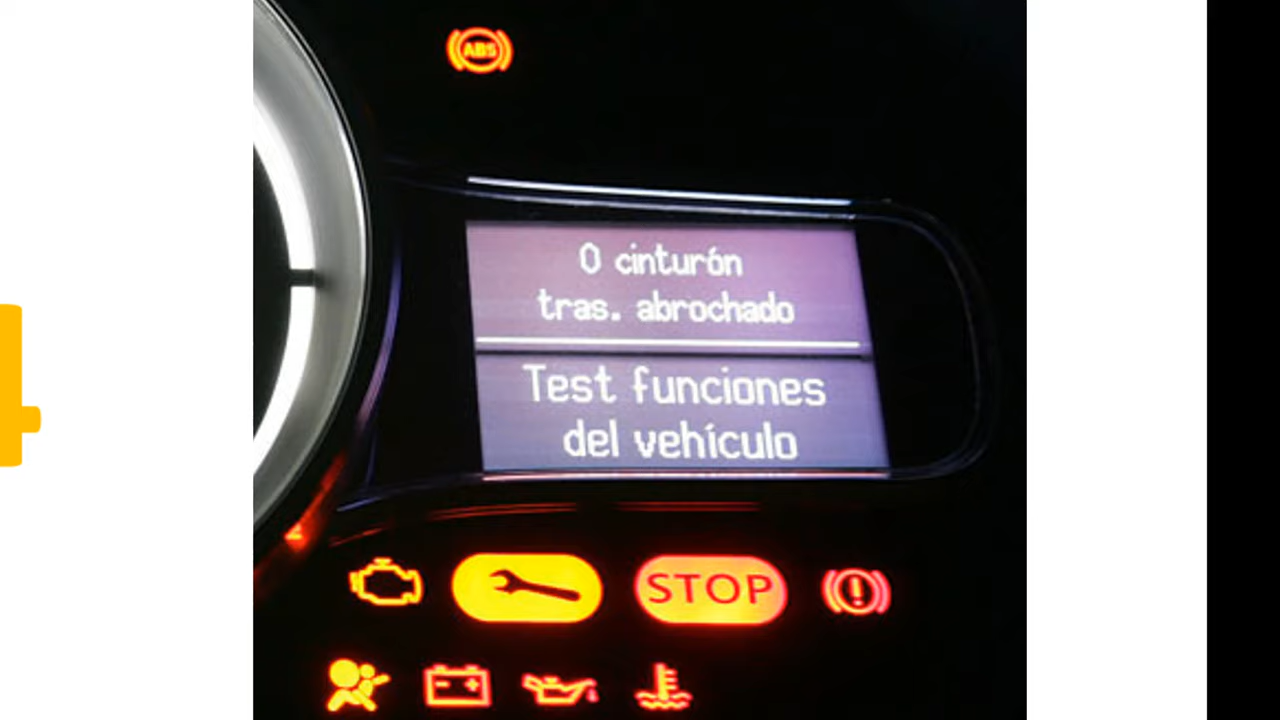 ABS
0 cinturón
tras. abrochado
Test funciones
del vehículo
STOP